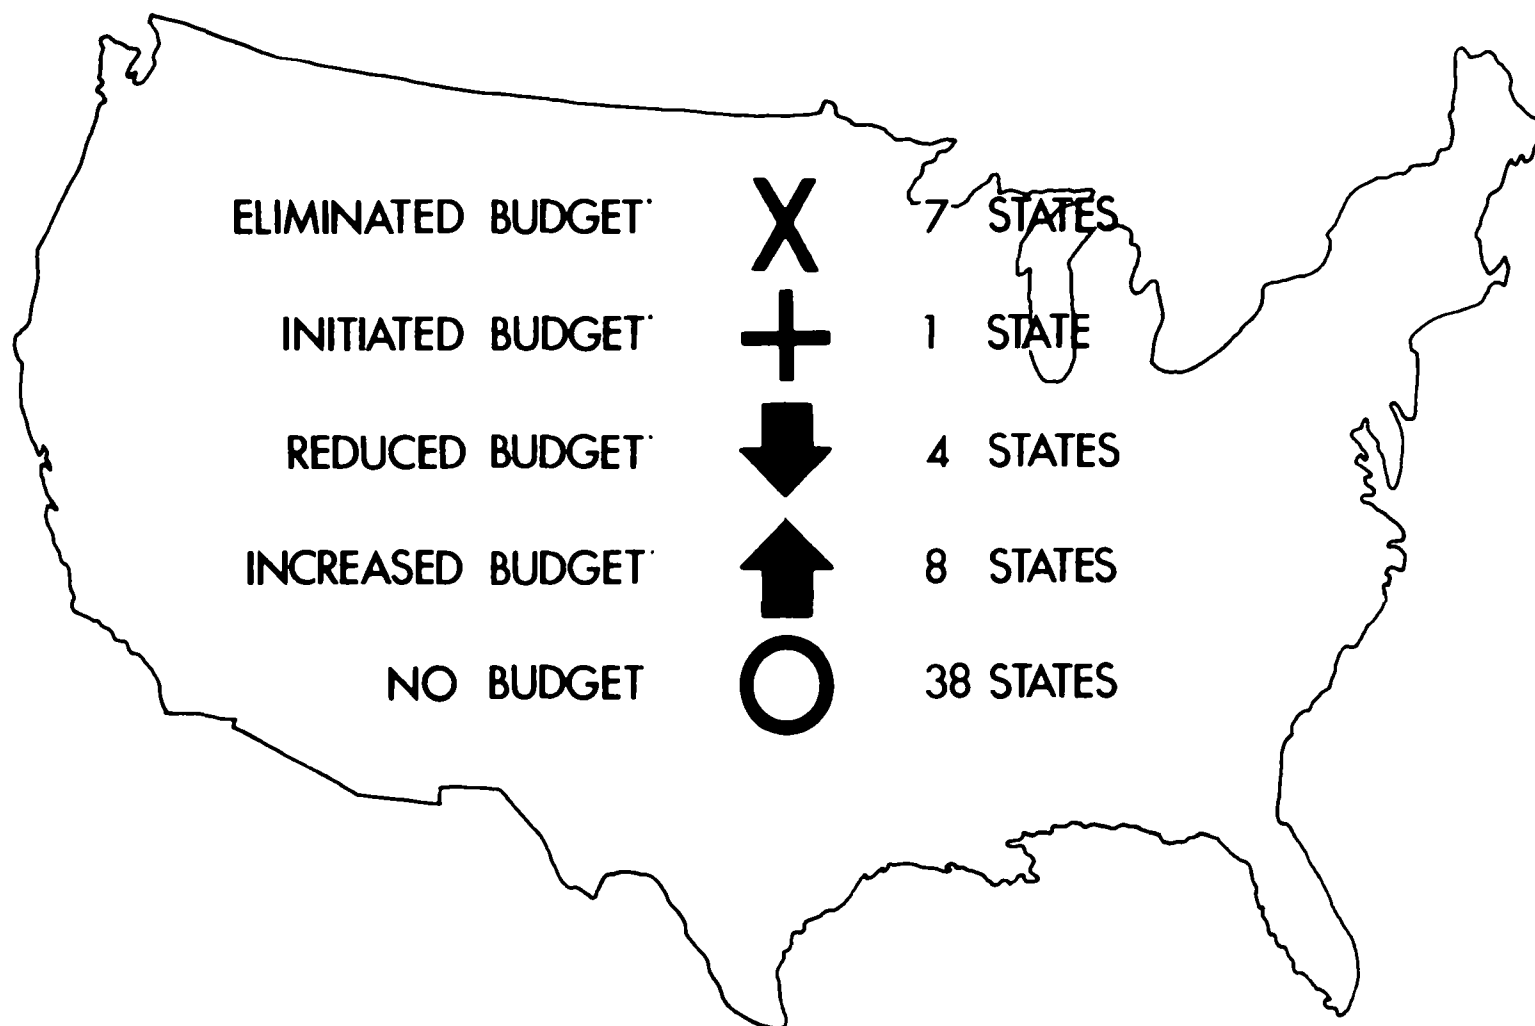 ELIMINATED BUDGET X 7 STATES
INITIATED BUDGET + 1 STATE
REDUCED BUDGET 4 STATES
INCREASED BUDGET 8 STATES
NO BUDGET 38 STATES